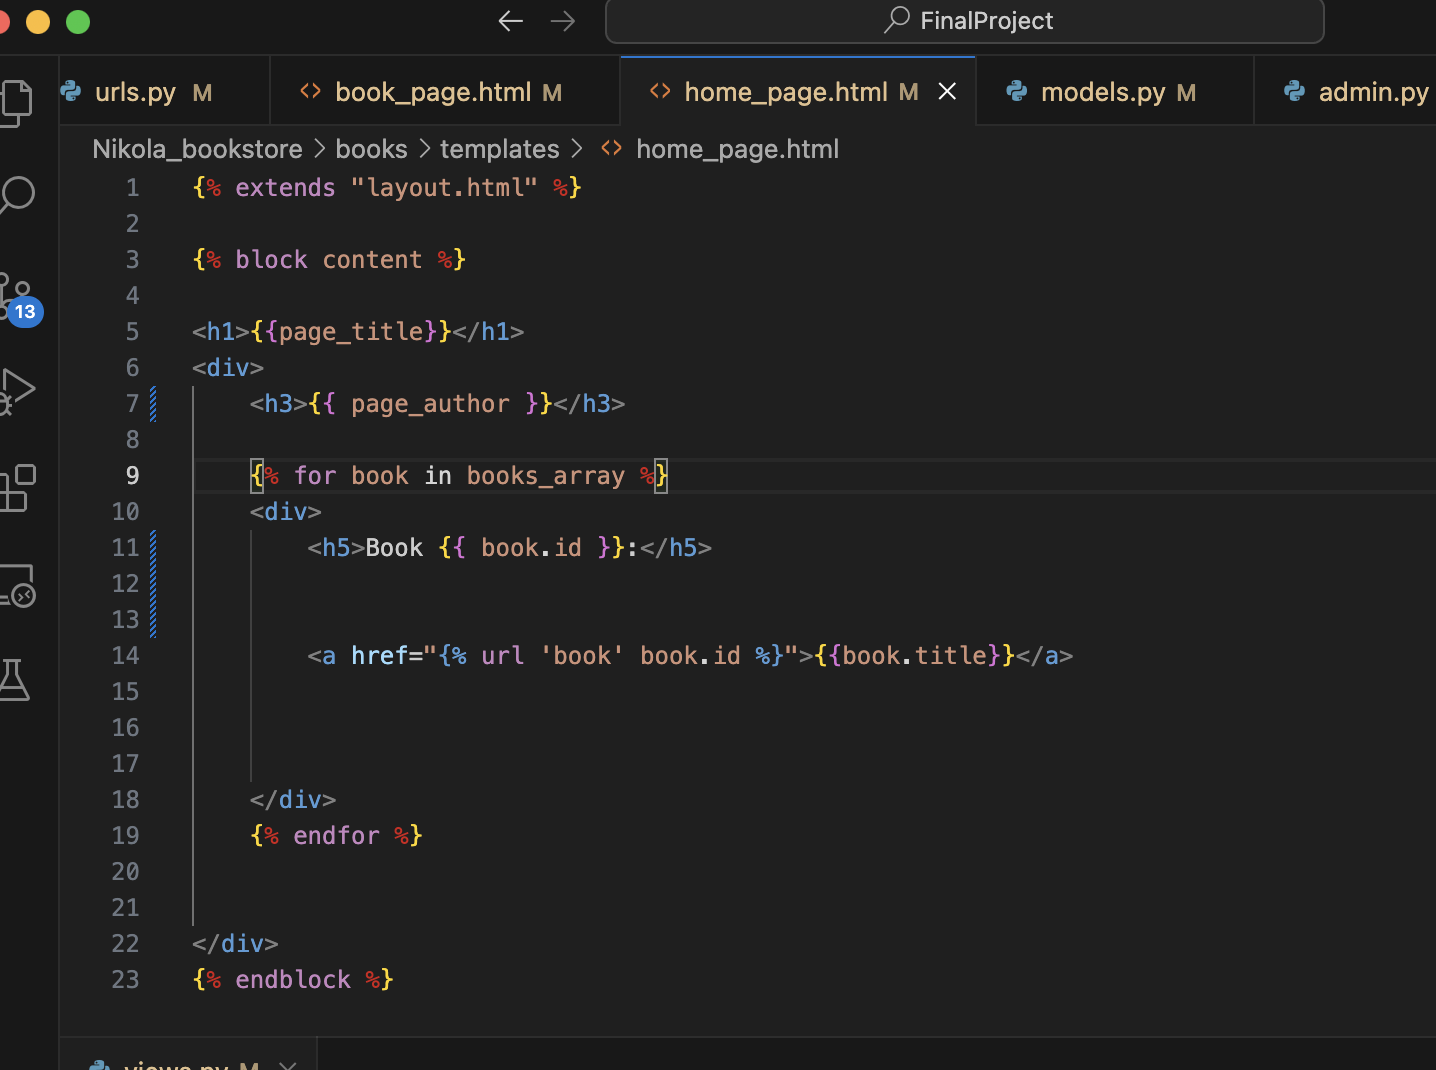 FinalProject
urls.py M
book_page.html M
home_page.html M
models.py M
admin.py
Nikola_bookstore > books > templates > home_page.html
1 {% extends "layout.html" %}
2
3 {% block content %}
4
5 <h1>{{page_title}}</h1>
6 <div>
7 <h3>{{ page_author }}</h3>
8
9 {% for book in books_array %}
10 <div>
11 <h5>Book {{ book.id }}:</h5>
12
13
14 <a href="{% url 'book' book.id %}">{{book.title}}</a>
15
16
17
18 </div>
19 {% endfor %}
20
21
22 </div>
23 {% endblock %}
13
views.py M